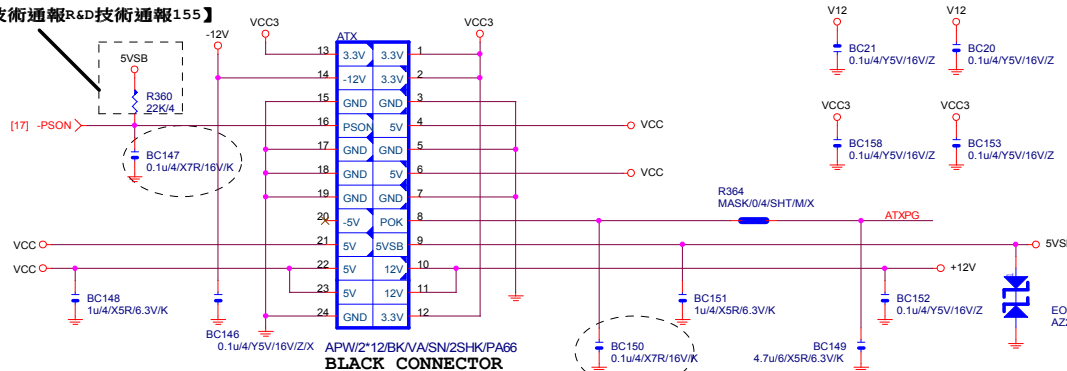 技術通報R&D技術通報155】
5VSB
R360
22K/4
[17] -PSON
BC147
0.1u/4/X7R/16V/K
-12V
VCC3
ATX
VCC3
13 3.3V 3.3V 1
14 -12V 3.3V 2
15 GND GND 3
16 PSON 5V 4
17 GND GND 5
18 GND 5V 6
19 GND GND 7
20 -5V POK 8
21 5V 5VSB 9
22 5V 12V 10
23 5V 12V 11
24 GND 3.3V 12
VCC
VCC
VCC
VCC
BC148
1u/4/X5R/6.3V/K
BC146
0.1u/4/Y5V/16V/Z/X
APW/2*12/BK/VA/SN/2SHK/PA66
BLACK CONNECTOR
V12
BC21
0.1u/4/Y5V/16V/Z
V12
BC20
0.1u/4/Y5V/16V/Z
VCC3
BC158
0.1u/4/Y5V/16V/Z
VCC3
BC153
0.1u/4/Y5V/16V/Z
R364
MASK/0/4/SHT/M/X
ATXPG
+12V
BC150
0.1u/4/X7R/16V/K
BC151
1u/4/X5R/6.3V/K
BC149
4.7u/6/X5R/6.3V/K
BC152
0.1u/4/Y5V/16V/Z
5VS
EO
AZ